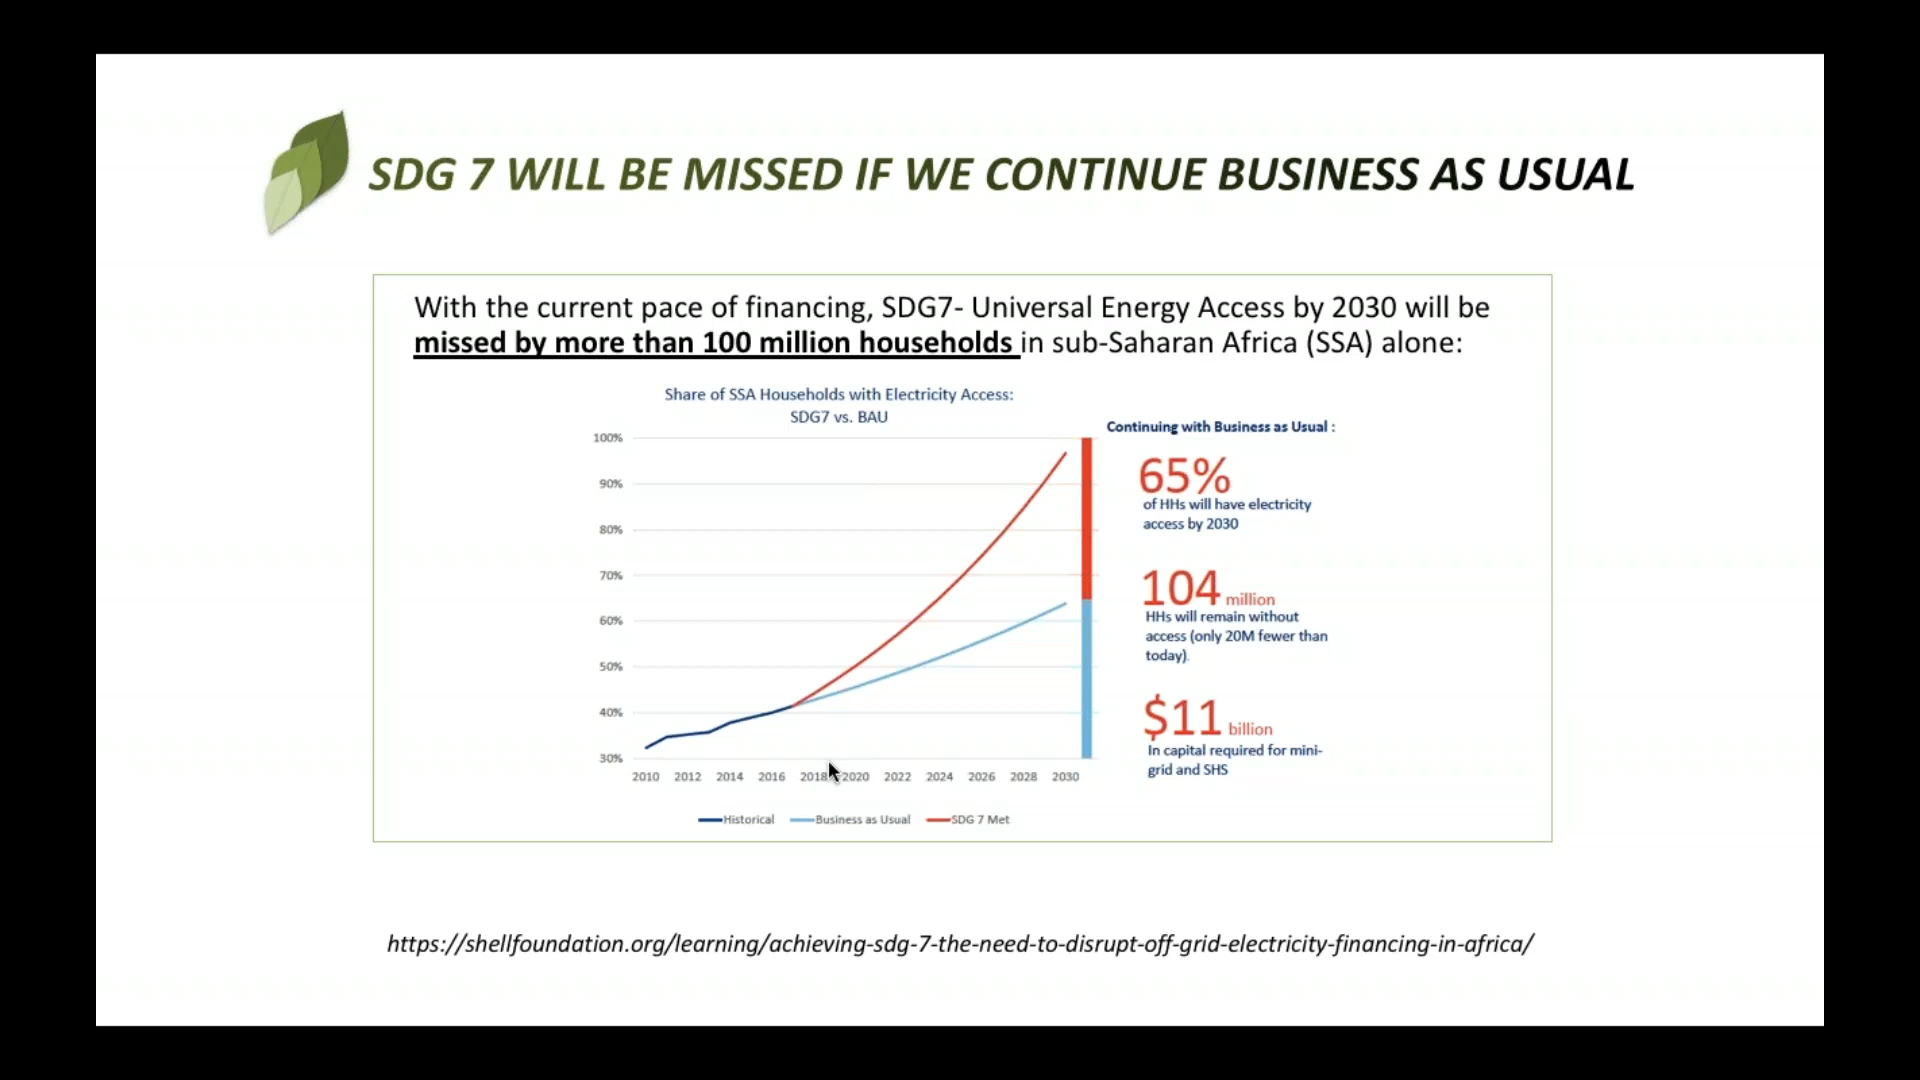 SDG 7 WILL BE MISSED IF WE CONTINUE BUSINESS AS USUAL
With the current pace of financing, SDG7- Universal Energy Access by 2030 will be
missed by more than 100 million households in sub-Saharan Africa (SSA) alone:
Share of SSA Households with Electricity Access:
SDG7 vs. BAU
100%
90%
80%
70%
60%
50%
40%
30%
2010 2012 2014 2016 2018 2020 2022 2024 2026 2028 2030
Historical Business as Usual SDG 7 Met
Continuing with Business as Usual :
65%
of HHs will have electricity
access by 2030
104 million
HHs will remain without
access (only 20M fewer than
today).
$11 billion
In capital required for mini-
grid and SHS
https://shellfoundation.org/learning/achieving-sdg-7-the-need-to-disrupt-off-grid-electricity-financing-in-africa/